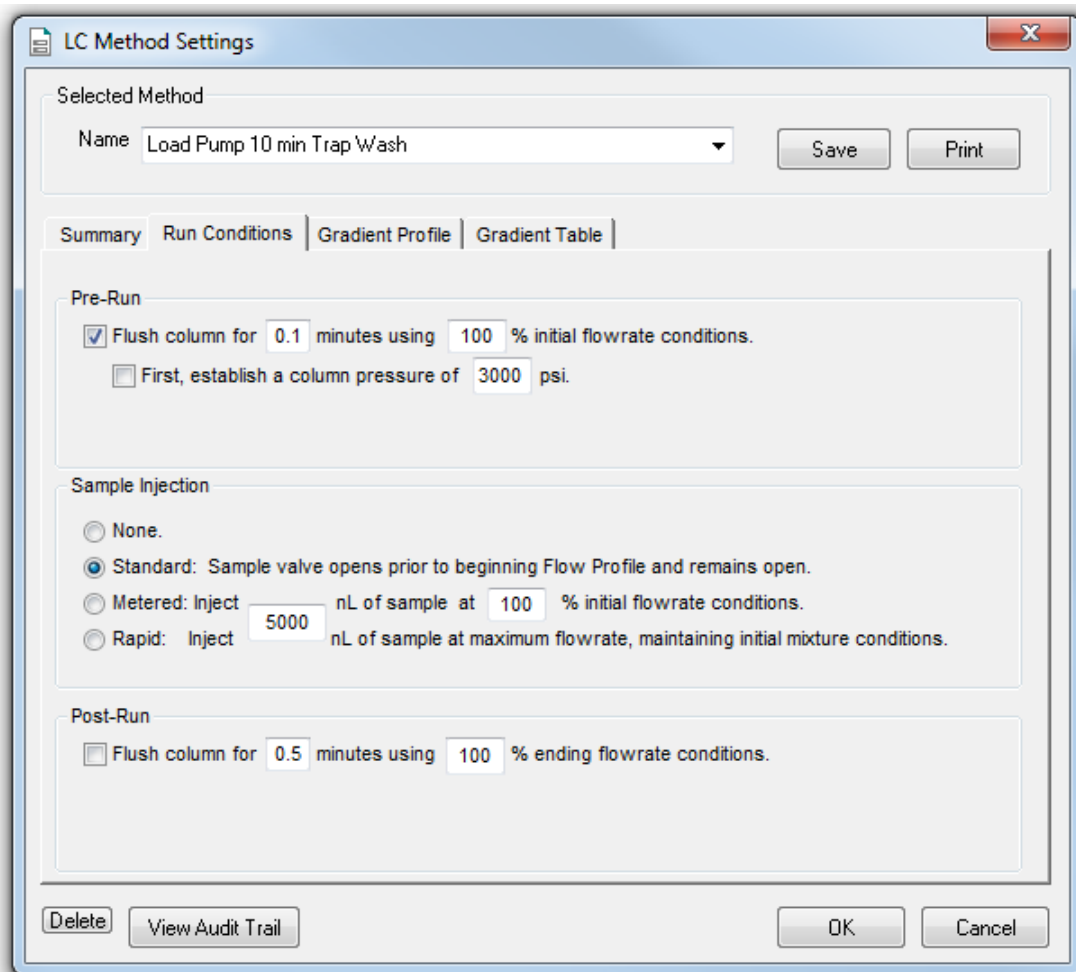 LC Method Settings
Selected Method
Name Load Pump 10 min Trap Wash Save Print
Summary Run Conditions Gradient Profile Gradient Table
Pre-Run
Flush column for 0.1 minutes using 100 % initial flowrate conditions.
First, establish a column pressure of 3000 psi.
Sample Injection
None.
Standard: Sample valve opens prior to beginning Flow Profile and remains open.
Metered: Inject nL of sample at 100 % initial flowrate conditions.
5000
Rapid: Inject nL of sample at maximum flowrate, maintaining initial mixture conditions.
Post-Run
Flush column for 0.5 minutes using 100 % ending flowrate conditions.
Delete View Audit Trail OK Cancel